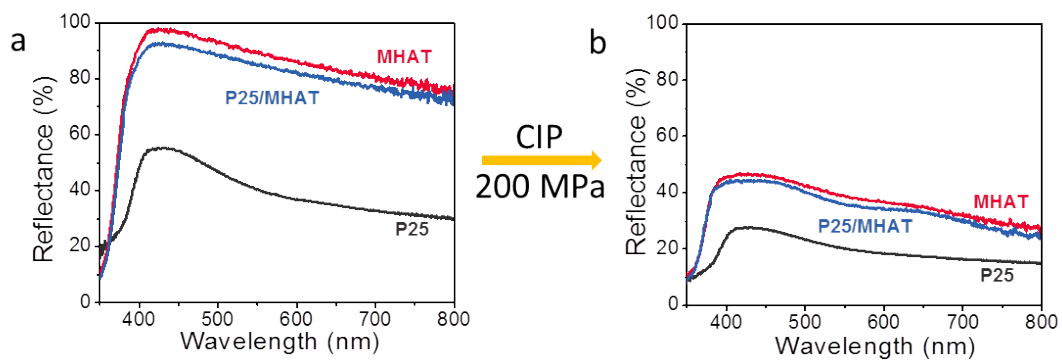 a
100
80
60
40
20
0
Reflectance (%)
400 500 600 700 800
Wavelength (nm)
MHAT
P25/MHAT
P25
CIP
200 MPa
b
100
80
60
40
20
0
Reflectance (%)
400 500 600 700 800
Wavelength (nm)
MHAT
P25/MHAT
P25